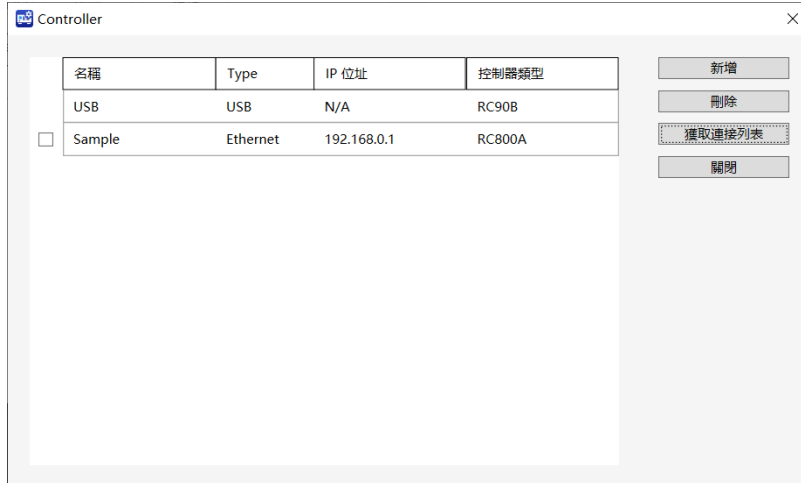 Controller
名稱 Type IP 位址 控制器類型
USB USB N/A RC90B
Sample Ethernet 192.168.0.1 RC800A
新增
刪除
獲取連接列表
關閉